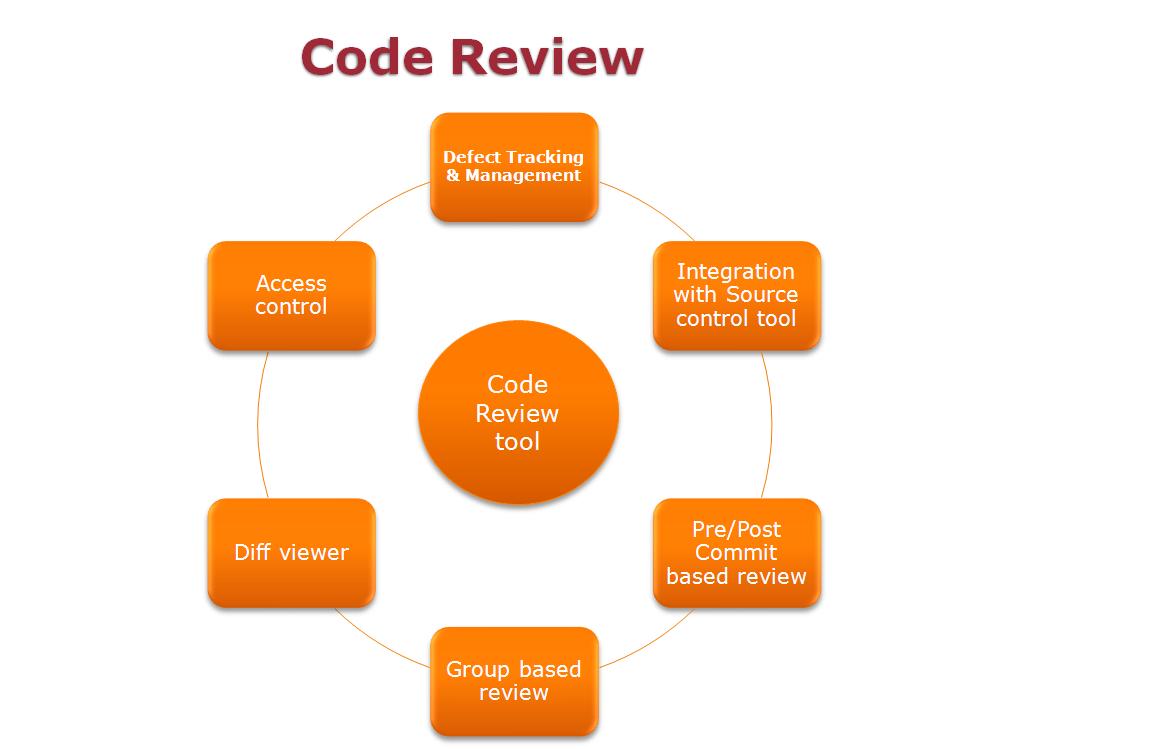 Code Review
Defect Tracking
& Management
Integration
with Source
control tool
Pre/Post
Commit
based review
Group based
review
Diff viewer
Access
control
Code
Review
tool